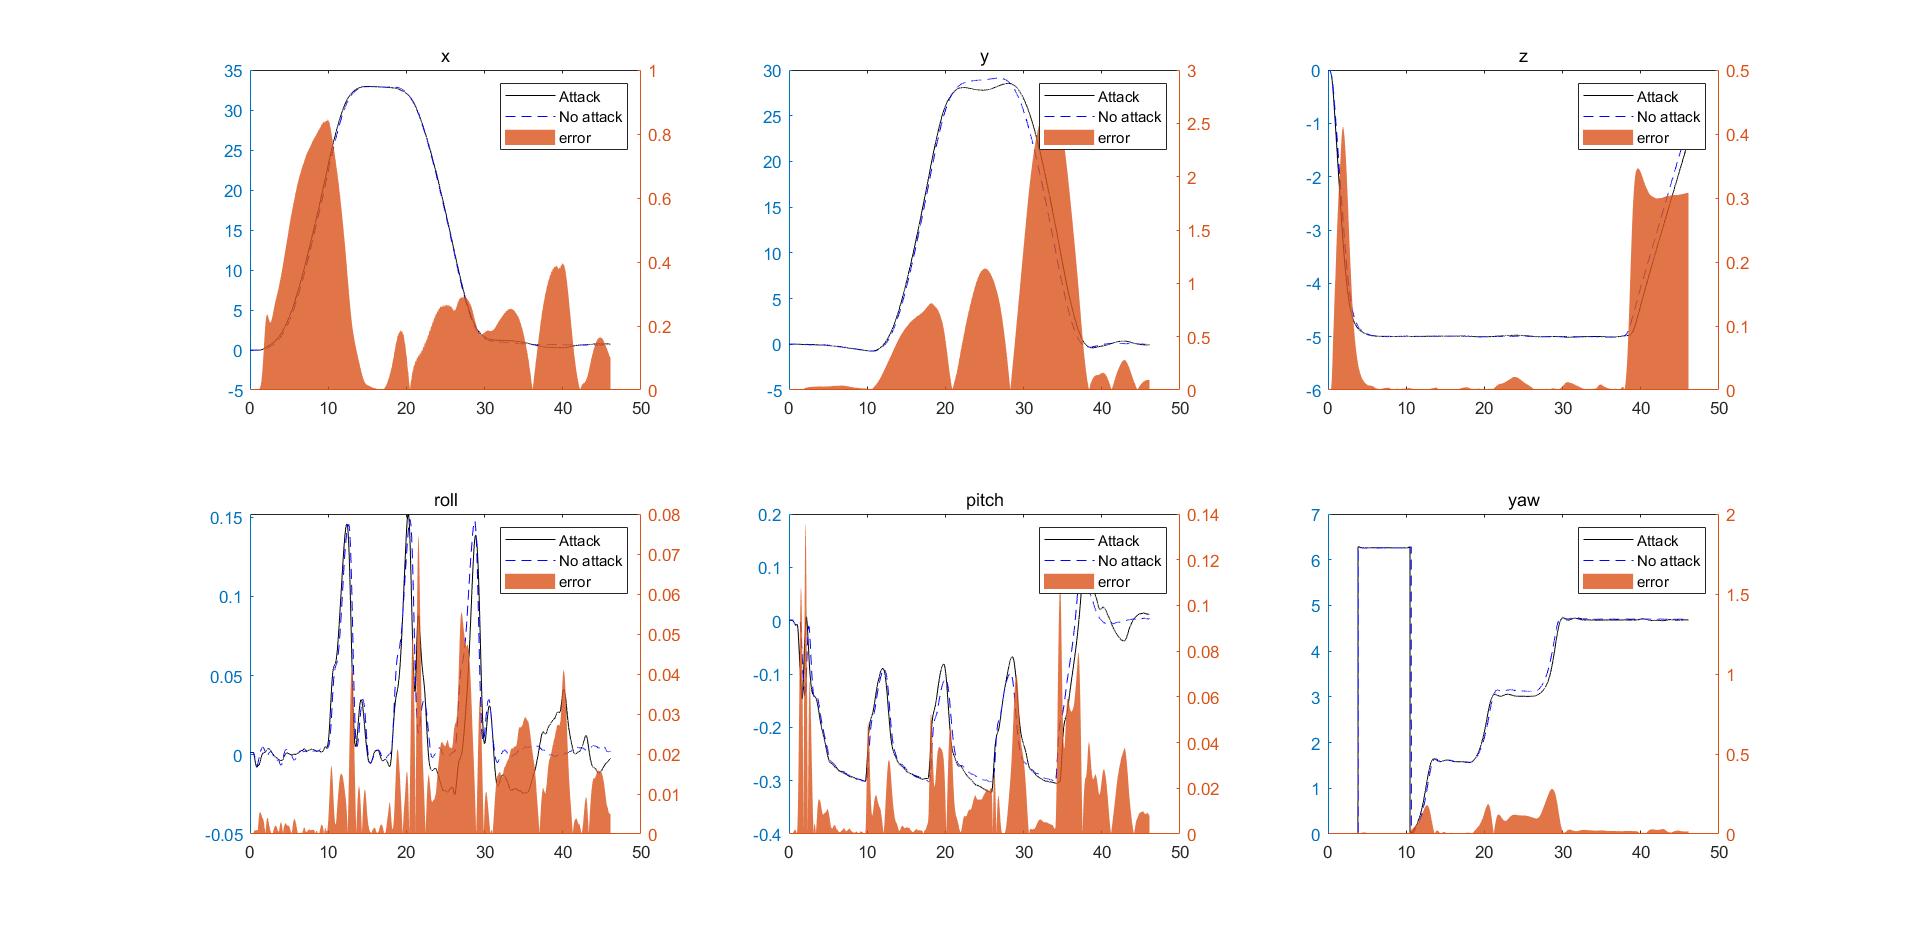 x
35
30
25
20
15
10
5
0
-5
1
0.8
0.6
0.4
0.2
0
0 10 20 30 40 50
Attack
No attack
error
y
30
25
20
15
10
5
0
-5
3
2.5
2
1.5
1
0.5
0
0 10 20 30 40 50
Attack
No attack
error
z
0
-1
-2
-3
-4
-5
-6
0.5
0.4
0.3
0.2
0.1
0
0 10 20 30 40 50
Attack
No attack
error
roll
0.15
0.1
0.05
0
-0.05
0.08
0.07
0.06
0.05
0.04
0.03
0.02
0.01
0
0 10 20 30 40 50
Attack
No attack
error
pitch
0.2
0.1
0
-0.1
-0.2
-0.3
-0.4
0.14
0.12
0.1
0.08
0.06
0.04
0.02
0
0 10 20 30 40 50
Attack
No attack
error
yaw
7
6
5
4
3
2
1
0
2
1.5
1
0.5
0
0 10 20 30 40 50
Attack
No attack
error